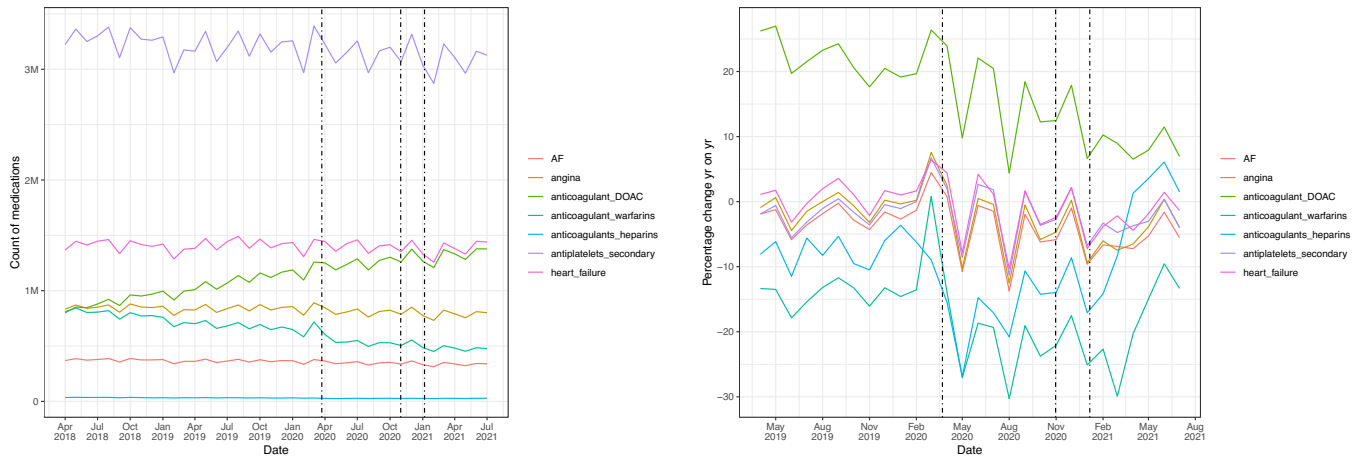 Count of medications
3M
2M
1M
0
Apr 2018
Jul 2018
Oct 2018
Jan 2019
Apr 2019
Jul 2019
Oct 2019
Jan 2020
Apr 2020
Jul 2020
Oct 2020
Jan 2021
Apr 2021
Jul 2021
Date
AF
angina
anticoagulant_DOAC
anticoagulant_warfarins
anticoagulants_heparins
antiplatelets_secondary
heart_failure
Percentage change yr on yr
20
10
0
−10
−20
−30
May 2019
Aug 2019
Nov 2019
Feb 2020
May 2020
Aug 2020
Nov 2020
Feb 2021
May 2021
Aug 2021
Date
AF
angina
anticoagulant_DOAC
anticoagulant_warfarins
anticoagulants_heparins
antiplatelets_secondary
heart_failure